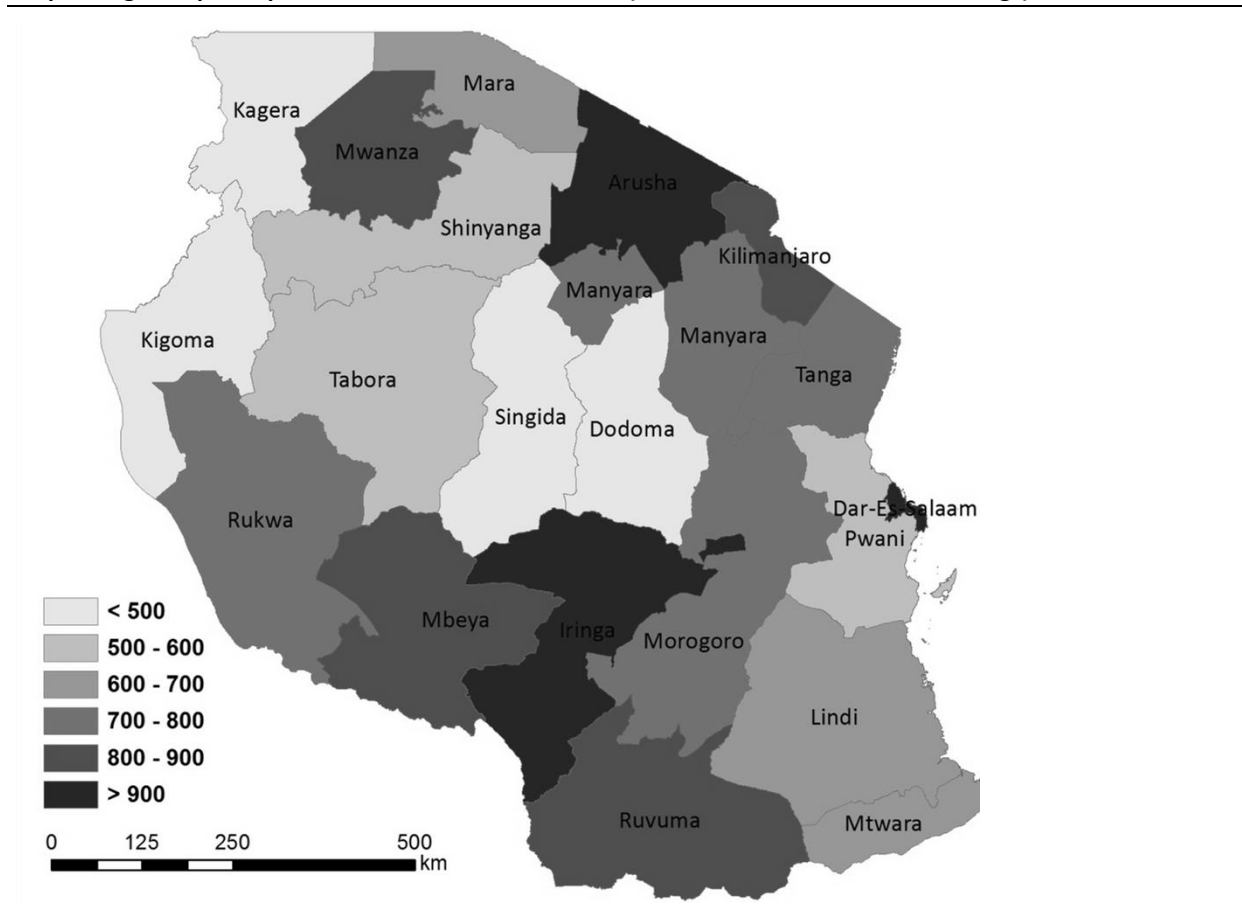 Mara
Kagera
Mwanza
Arusha
Shinyanga
Kilimanjaro
Manyara
Kigoma
Manyara
Tabora
Tanga
Singida
Dodoma
Rukwa
Dar-Es-Salaam
Pwani
Mbeya
Iringa
Morogoro
Lindi
Ruvuma
Mtwara
< 500
500 - 600
600 - 700
700 - 800
800 - 900
> 900
0 125 250 500
km